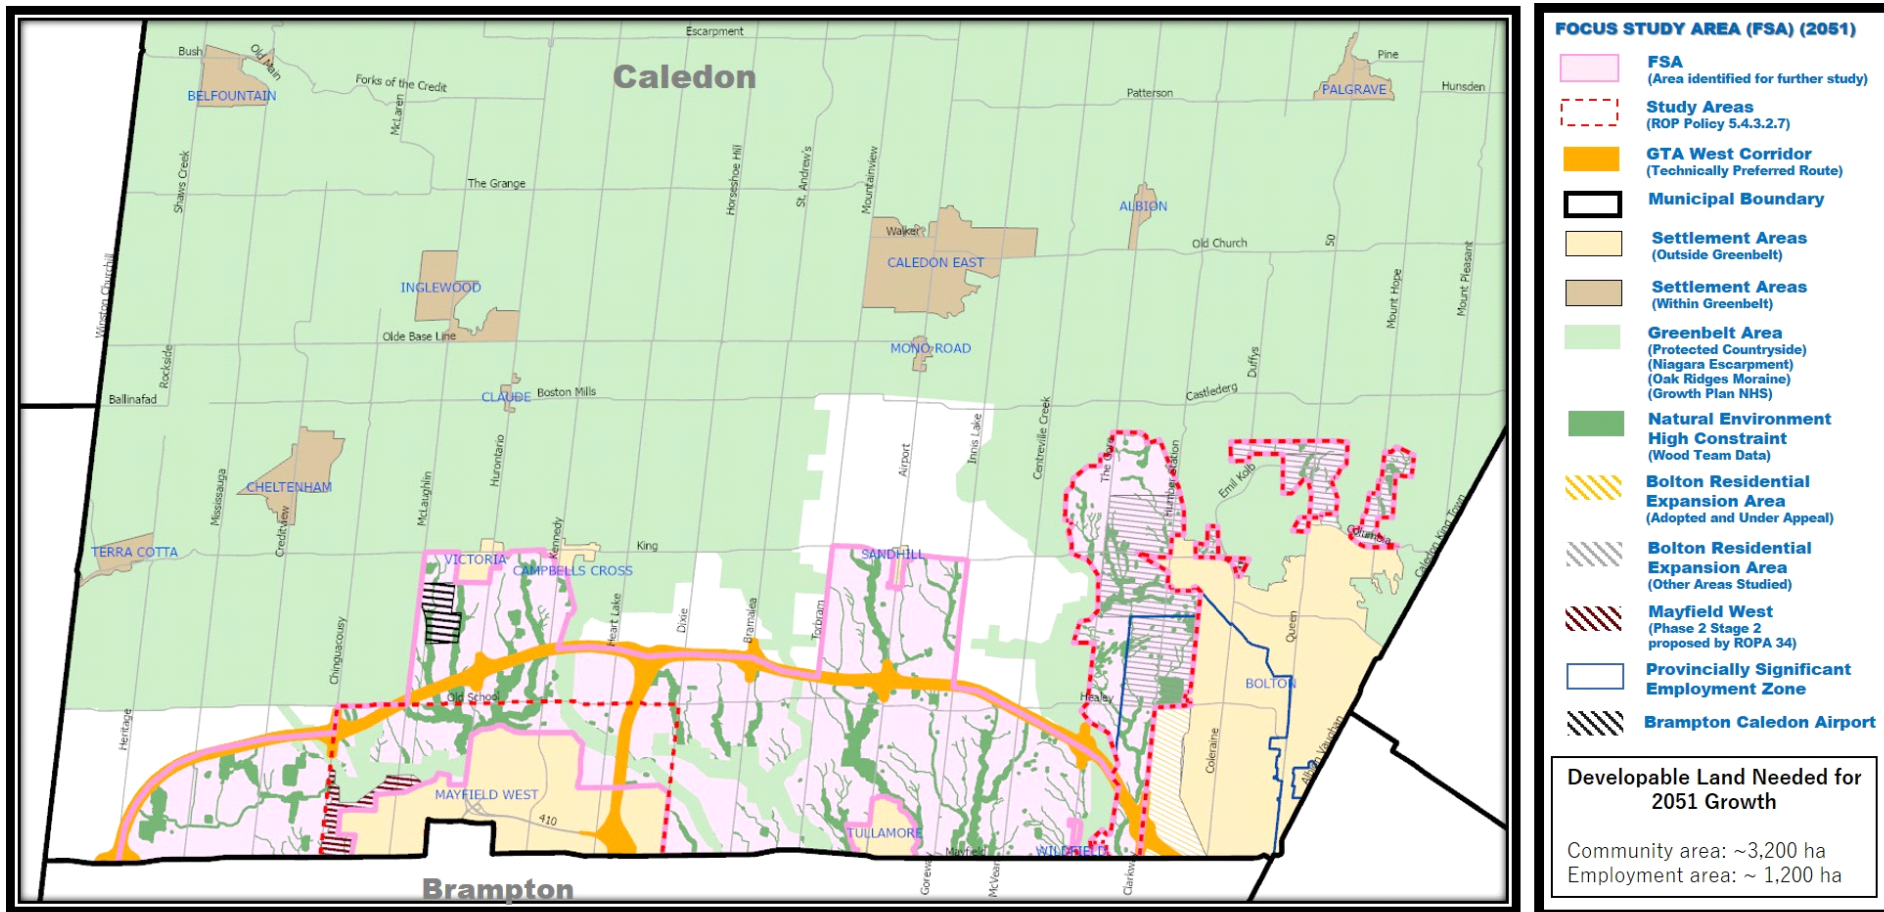 Escarpment
Bush
Old Main
Forks of the Credit
Caledon
Pine
BELFOUNTAIN
McLaren
Patterson
PALGRAVE
Hunsden
Shaws Creek
The Grange
Horseshoe Hill
St. Andrew's
Mountainview
ALBION
Walker
Old Church
50
CALEDON EAST
Winston Churchill
INGLEWOOD
Mount Hope
Mount Pleasant
Olde Base Line
MONO ROAD
Rockside
Duffys
Ballinafad
CLAUDE
Boston Mills
Castlederg
Centreville Creek
Innis Lake
Airport
Hurontario
The Gore
Humber Station
Emil Kolb
CHELTENHAM
Mississauga
McLaughlin
Creditview
Kennedy
Columbia
Caledon King Town
TERRA COTTA
King
VICTORIA
CAMPBELLS CROSS
SANDHILL
Chinguacousy
Heart Lake
Dixie
Bramalea
Torbram
Queen
BOLTON
Old School
Healey
Heritage
Coleraine
Albion Vaughan
MAYFIELD WEST
410
TULLAMORE
Mayfield
WILDFIELD
Brampton
McVean
FOCUS STUDY AREA (FSA) (2051)
FSA
(Area identified for further study)
Study Areas
(ROP Policy 5.4.3.2.7)
GTA West Corridor
(Technically Preferred Route)
Municipal Boundary
Settlement Areas
(Outside Greenbelt)
Settlement Areas
(Within Greenbelt)
Greenbelt Area
(Protected Countryside)
(Niagara Escarpment)
(Oak Ridges Moraine)
(Growth Plan NHS)
Natural Environment
High Constraint
(Wood Team Data)
Bolton Residential
Expansion Area
(Adopted and Under Appeal)
Bolton Residential
Expansion Area
(Other Areas Studied)
Mayfield West
(Phase 2 Stage 2
proposed by ROPA 34)
Provincially Significant
Employment Zone
Brampton Caledon Airport
Developable Land Needed for
2051 Growth
Community area: ~3,200 ha
Employment area: ~ 1,200 ha